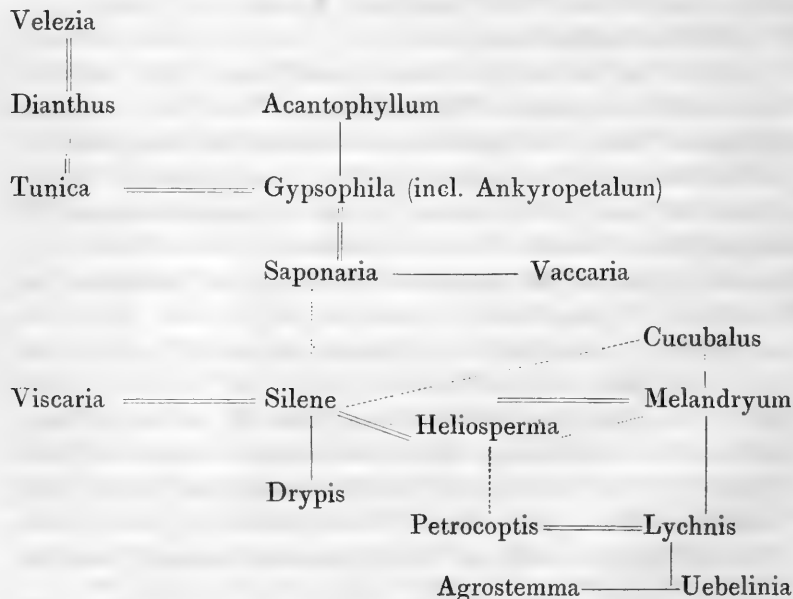 Velezia
Dianthus Acantophyllum
Tunica Gypsophila (incl. Ankyropetalum)
Saponaria Vaccaria
Cucubalus
Viscaria Silene Melandryum
Heliosperma
Drypis
Petrocoptis Lychnis
Agrostemma Uebelinia